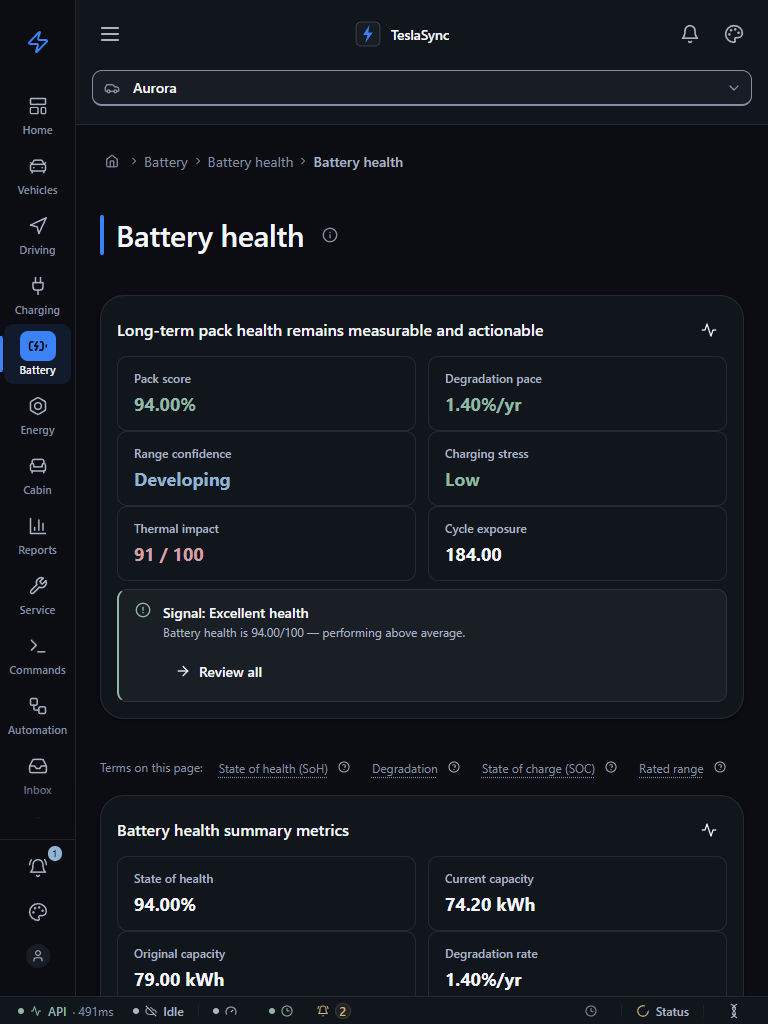 TeslaSync
Aurora
Home
Vehicles
Driving
Charging
Battery
Energy
Cabin
Reports
Service
Commands
Automation
Inbox
1
Battery > Battery health > Battery health
Battery health
Long-term pack health remains measurable and actionable
Pack score
94.00%
Degradation pace
1.40%/yr
Range confidence
Developing
Charging stress
Low
Thermal impact
91 / 100
Cycle exposure
184.00
Signal: Excellent health
Battery health is 94.00/100 — performing above average.
Review all
Terms on this page: State of health (SoH) Degradation State of charge (SOC) Rated range
Battery health summary metrics
State of health
94.00%
Current capacity
74.20 kWh
Original capacity
79.00 kWh
Degradation rate
1.40%/yr
API · 491ms Idle 2 Status